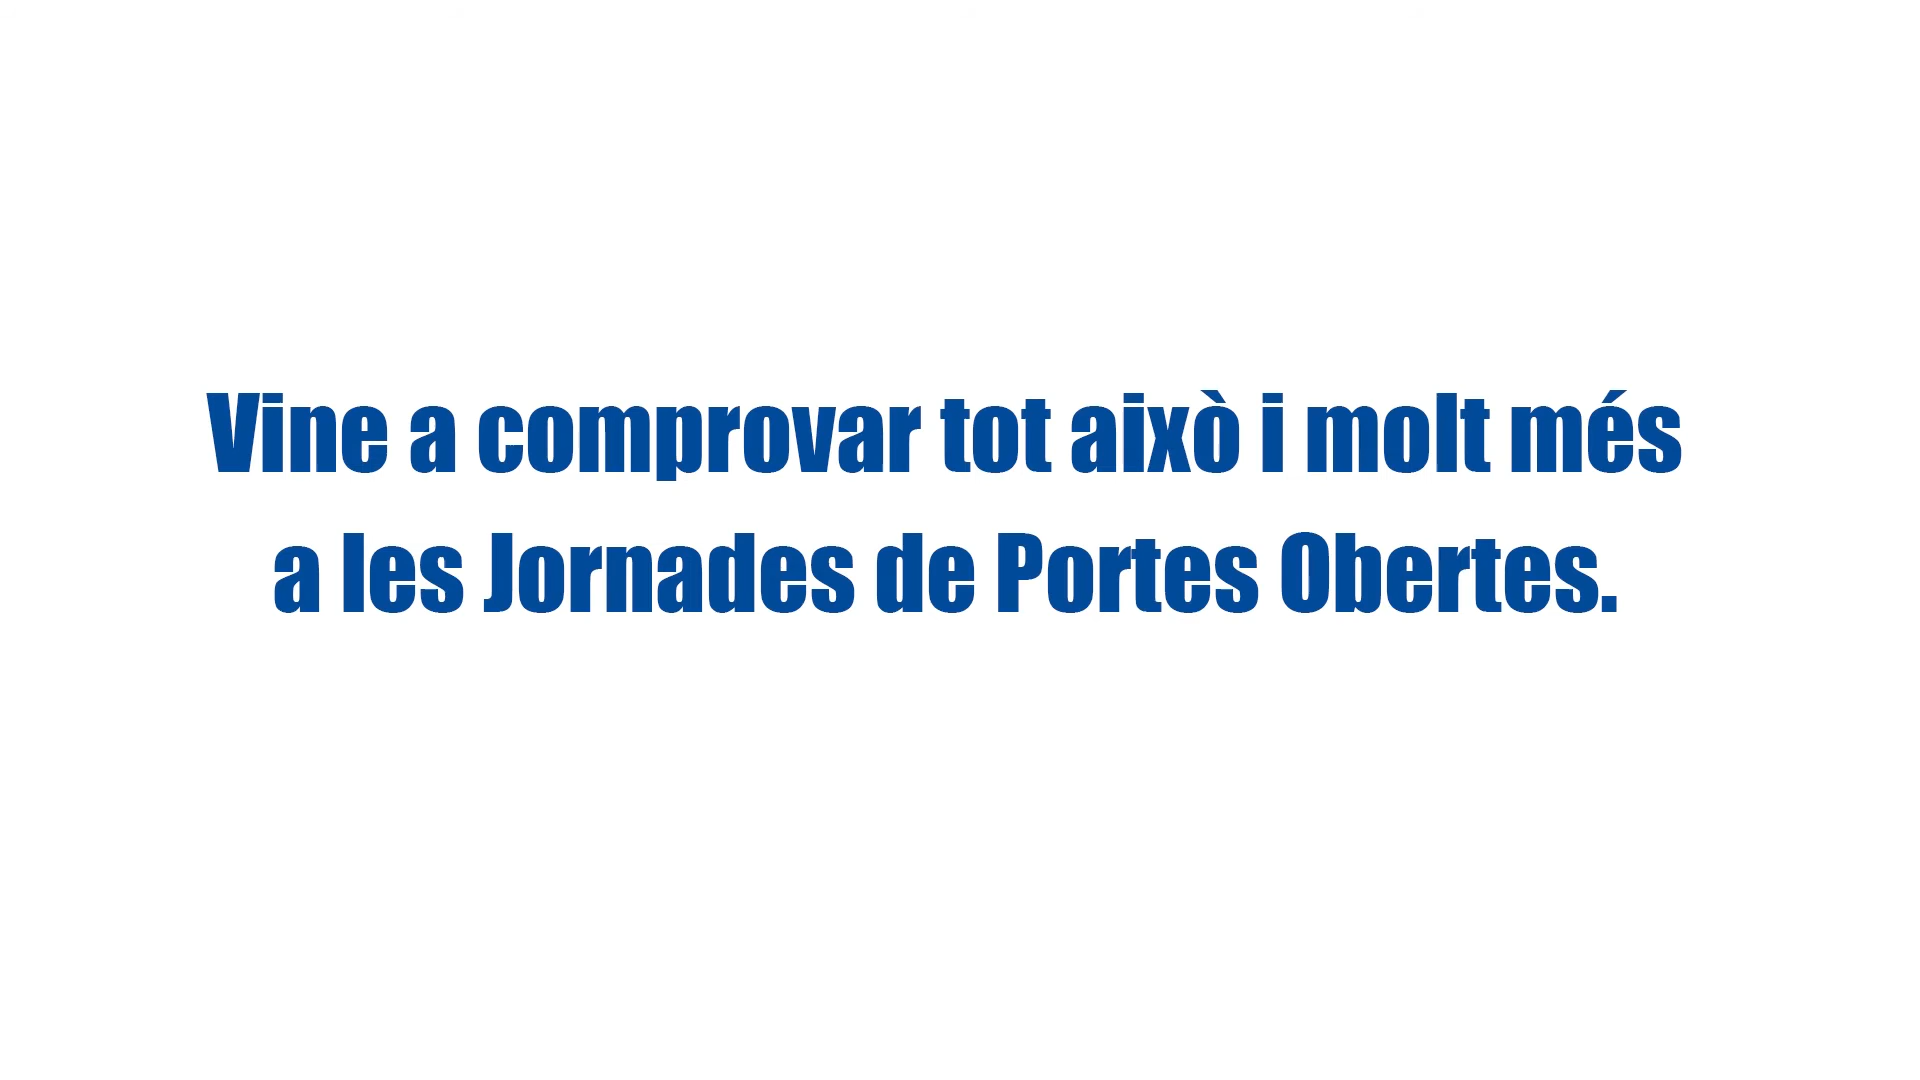 Vine a comprovar tot això i molt més
a les Jornades de Portes Obertes.